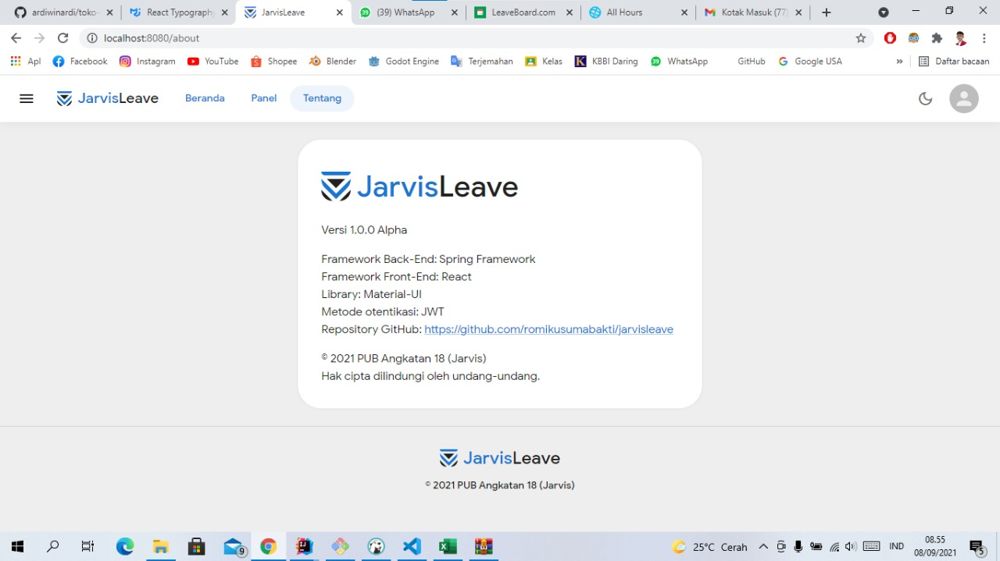 ardiwinardi/toko-
React Typography
JarvisLeave
(39) WhatsApp
LeaveBoard.com
All Hours
Kotak Masuk (77)
localhost:8080/about
Apl
Facebook
Instagram
YouTube
Shopee
Blender
Godot Engine
Terjemahan
Kelas
KBBI Daring
39
WhatsApp
GitHub
Google USA
»
Daftar bacaan
JarvisLeave
Beranda
Panel
Tentang
JarvisLeave
Versi 1.0.0 Alpha
Framework Back-End: Spring Framework
Framework Front-End: React
Library: Material-UI
Metode otentikasi: JWT
Repository GitHub: https://github.com/romikusumabakti/jarvisleave
© 2021 PUB Angkatan 18 (Jarvis)
Hak cipta dilindungi oleh undang-undang.
JarvisLeave
© 2021 PUB Angkatan 18 (Jarvis)
9
25°C Cerah
IND
08.55
08/09/2021
5